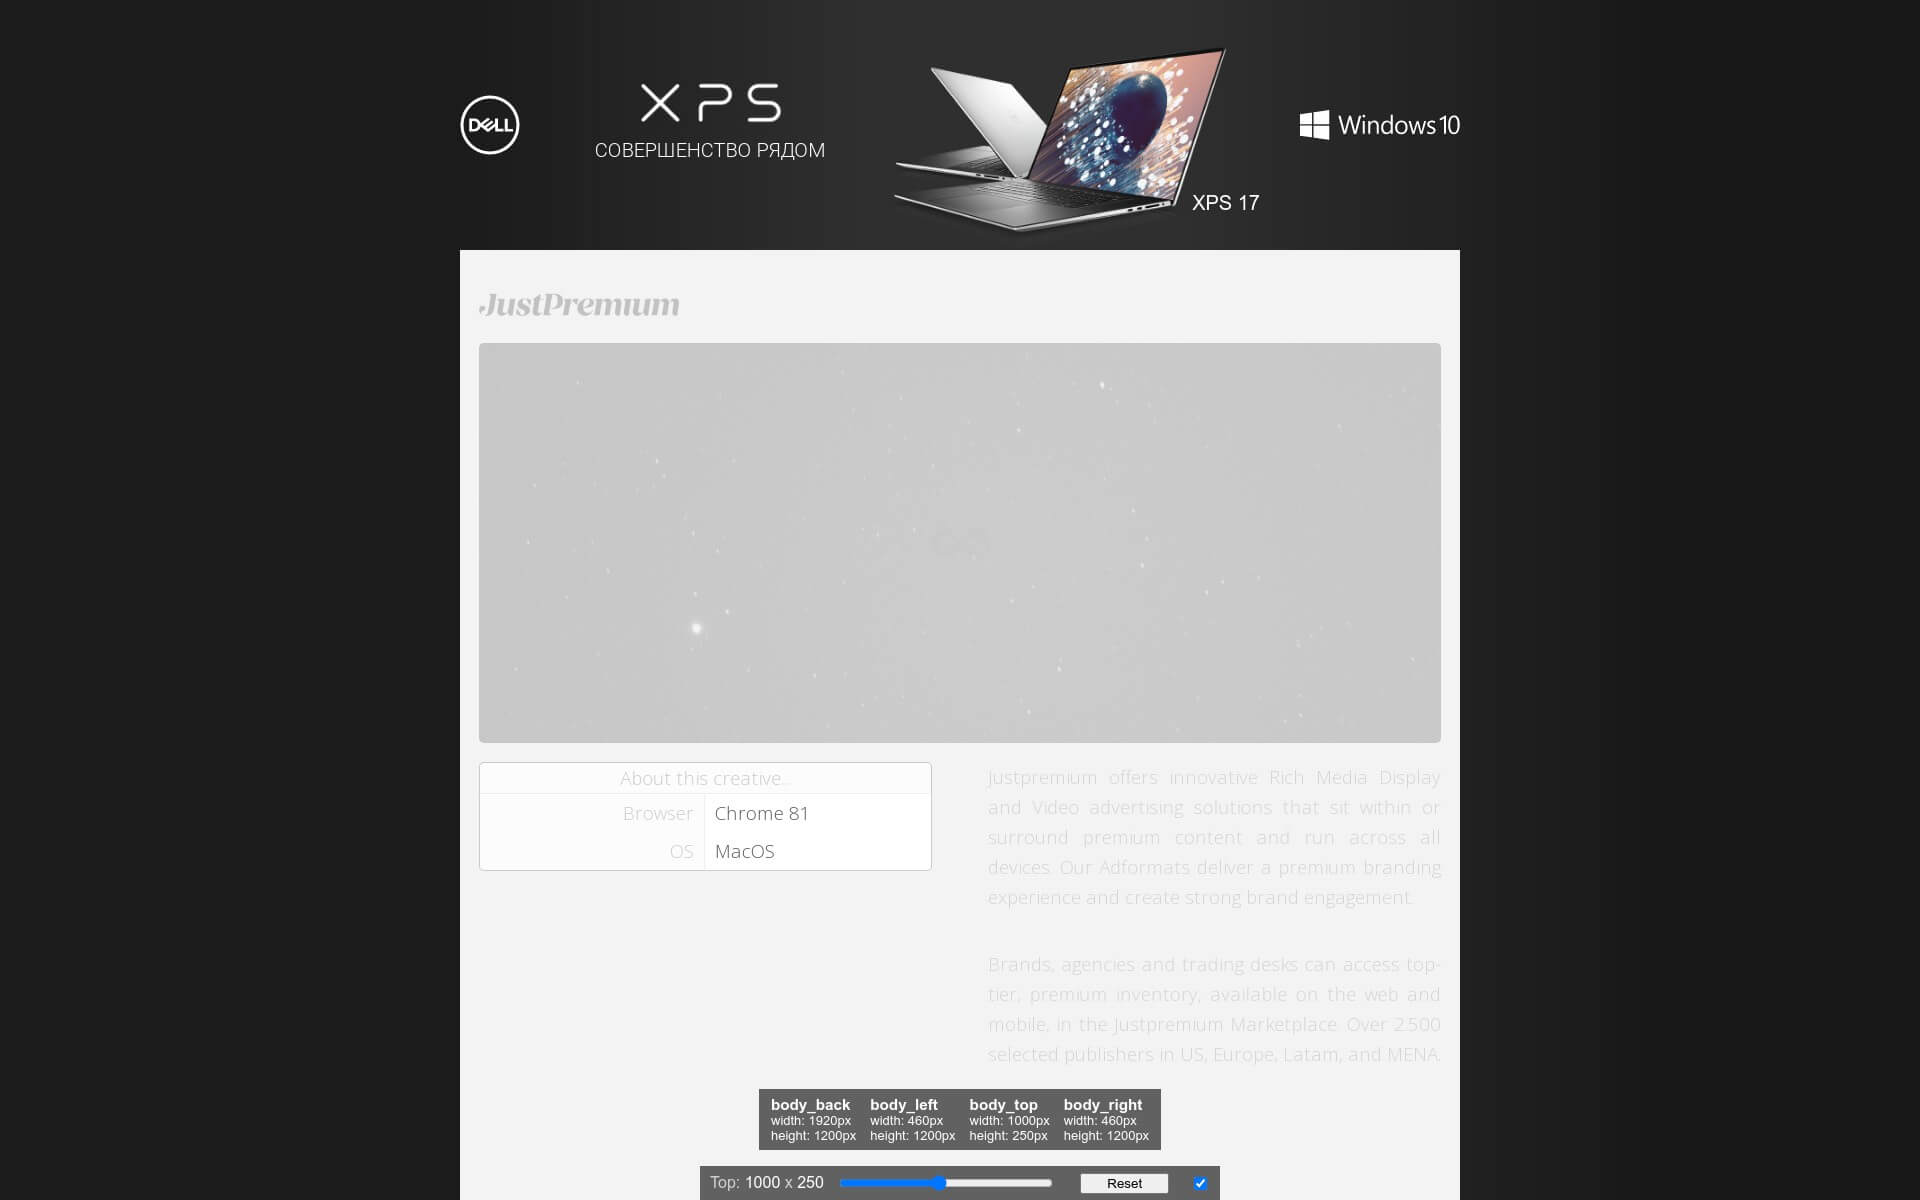 DELL
XPS
СОВЕРШЕНСТВО РЯДОМ
XPS 17
Windows 10
JustPremium
About this creative...
Browser Chrome 81
OS MacOS
Justpremium offers innovative Rich Media Display
and Video advertising solutions that sit within or
surround premium content and run across all
devices. Our Adformats deliver a premium branding
experience and create strong brand engagement.
Brands, agencies and trading desks can access top-
tier, premium inventory, available on the web and
mobile, in the Justpremium Marketplace. Over 2.500
selected publishers in US, Europe, Latam, and MENA.
body_back body_left body_top body_right
width: 1920px width: 460px width: 1000px width: 460px
height: 1200px height: 1200px height: 250px height: 1200px
Top: 1000 x 250 Reset